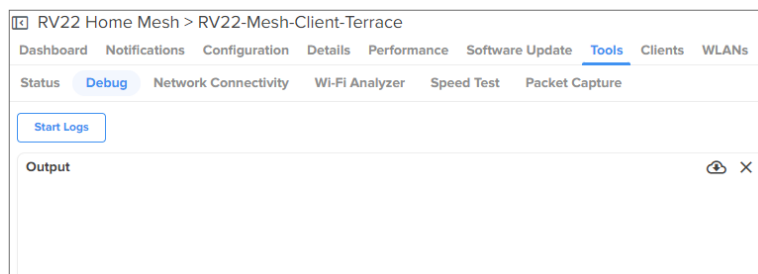 RV22 Home Mesh > RV22-Mesh-Client-Terrace
Dashboard Notifications Configuration Details Performance Software Update Tools Clients WLANs
Status Debug Network Connectivity Wi-Fi Analyzer Speed Test Packet Capture
Start Logs
Output